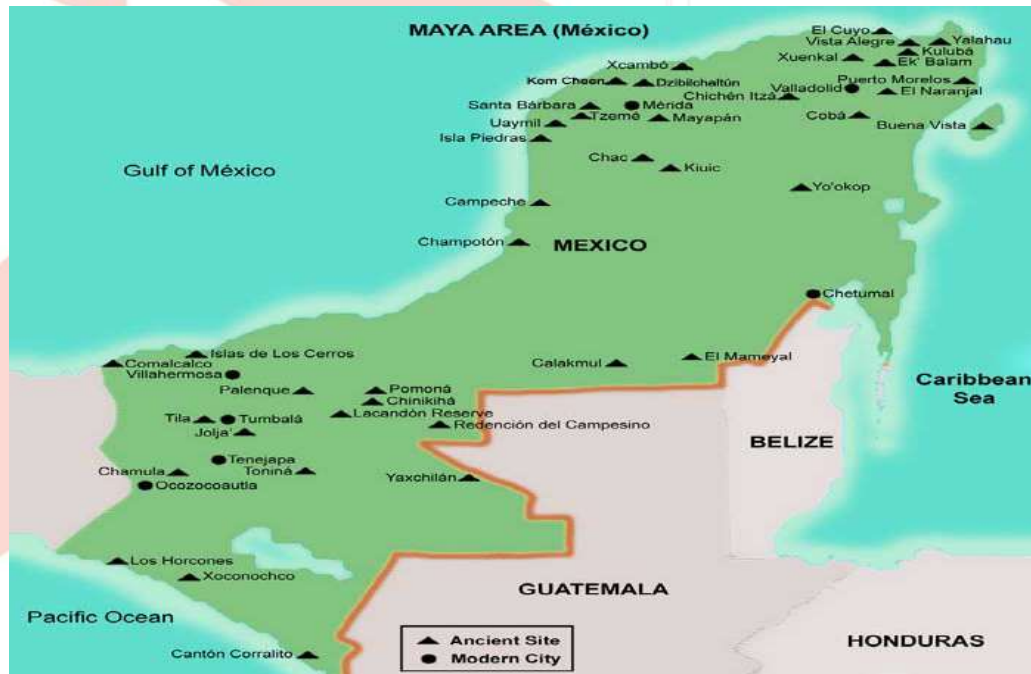 MAYA AREA (México)
El Cuyo
Vista Alegre
Yalahau
Kulubá
Xuenkal
Ek' Balam
Xcambó
Kom Cheen
Dzibilchaltún
Puerto Morelos
Valladolid
El Naranjal
Chichén Itzá
Santa Bárbara
Mérida
Tzemé
Mayapán
Cobá
Uaymil
Buena Vista
Isla Piedras
Chac
Kiuic
Gulf of México
Yo'okop
Campeche
Champotón
MEXICO
Chetumal
Islas de Los Cerros
Comalcalco
Villahermosa
Calakmul
El Mameyal
Palenque
Pomoná
Chinikihá
Caribbean
Sea
Lacandón Reserve
Tila
Tumbalá
Redención del Campesino
Jolja'
BELIZE
Tenejapa
Chamula
Toniná
Yaxchilán
Ocozocoautla
Los Horcones
Xoconochco
GUATEMALA
Pacific Ocean
Ancient Site
Modern City
HONDURAS
Cantón Corralito